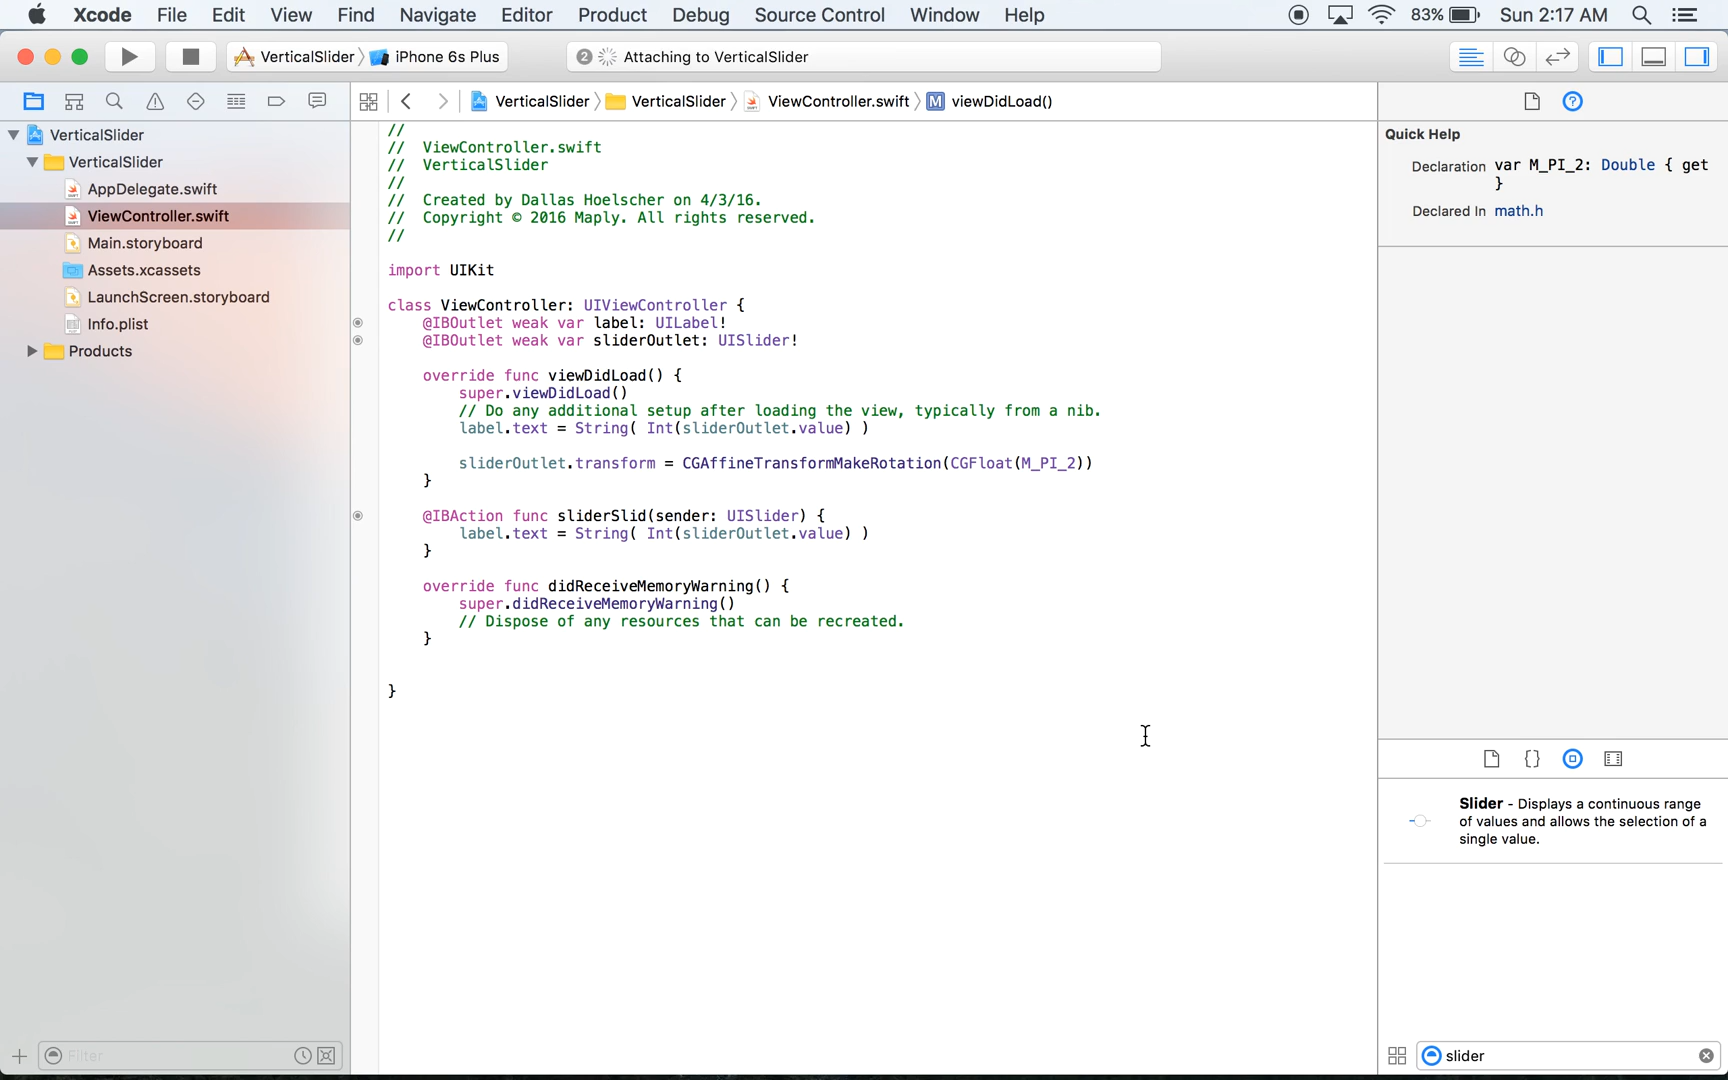 Xcode File Edit View Find Navigate Editor Product Debug Source Control Window Help 83% Sun 2:17 AM
VerticalSlider iPhone 6s Plus 2 Attaching to VerticalSlider
VerticalSlider VerticalSlider ViewController.swift M viewDidLoad()
VerticalSlider
VerticalSlider
AppDelegate.swift
ViewController.swift
Main.storyboard
Assets.xcassets
LaunchScreen.storyboard
Info.plist
Products
Filter
//
// ViewController.swift
// VerticalSlider
//
// Created by Dallas Hoelscher on 4/3/16.
// Copyright © 2016 Maply. All rights reserved.
//
import UIKit
class ViewController: UIViewController {
@IBOutlet weak var label: UILabel!
@IBOutlet weak var sliderOutlet: UISlider!
override func viewDidLoad() {
super.viewDidLoad()
// Do any additional setup after loading the view, typically from a nib.
label.text = String( Int(sliderOutlet.value) )
sliderOutlet.transform = CGAffineTransformMakeRotation(CGFloat(M_PI_2))
}
@IBAction func sliderSlid(sender: UISlider) {
label.text = String( Int(sliderOutlet.value) )
}
override func didReceiveMemoryWarning() {
super.didReceiveMemoryWarning()
// Dispose of any resources that can be recreated.
}
}
Quick Help
Declaration var M_PI_2: Double { get
}
Declared In math.h
{}
Slider - Displays a continuous range
of values and allows the selection of a
single value.
slider